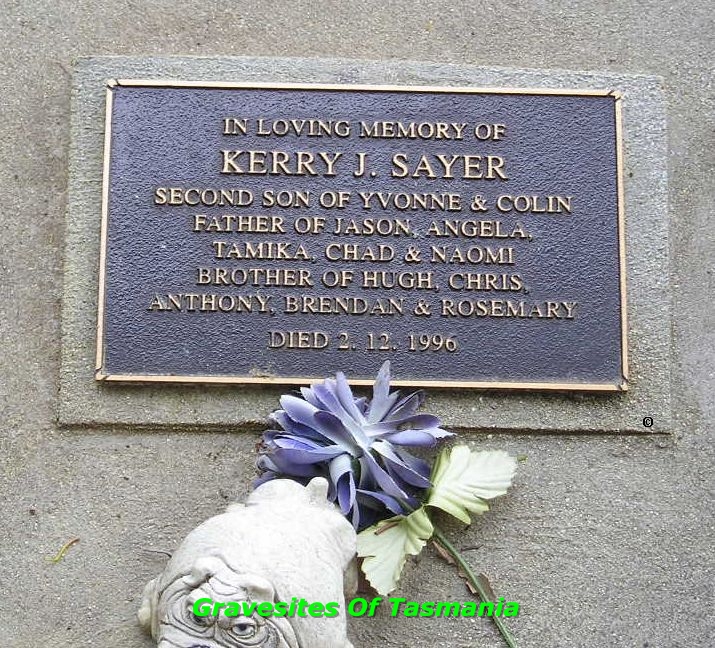 IN LOVING MEMORY OF
KERRY J. SAYER
SECOND SON OF YVONNE & COLIN
FATHER OF JASON, ANGELA,
TAMIKA, CHAD & NAOMI
BROTHER OF HUGH, CHRIS,
ANTHONY, BRENDAN & ROSEMARY
DIED 2. 12. 1996
©
Gravesites Of Tasmania